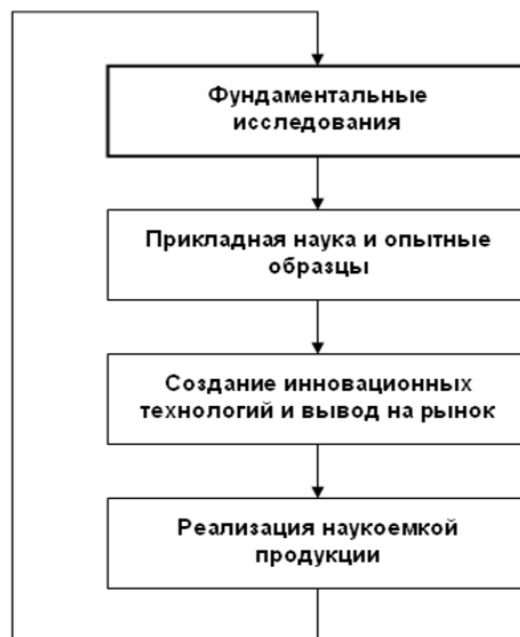 Фундаментальные
исследования
Прикладная наука и опытные
образцы
Создание инновационных
технологий и вывод на рынок
Реализация наукоемкой
продукции